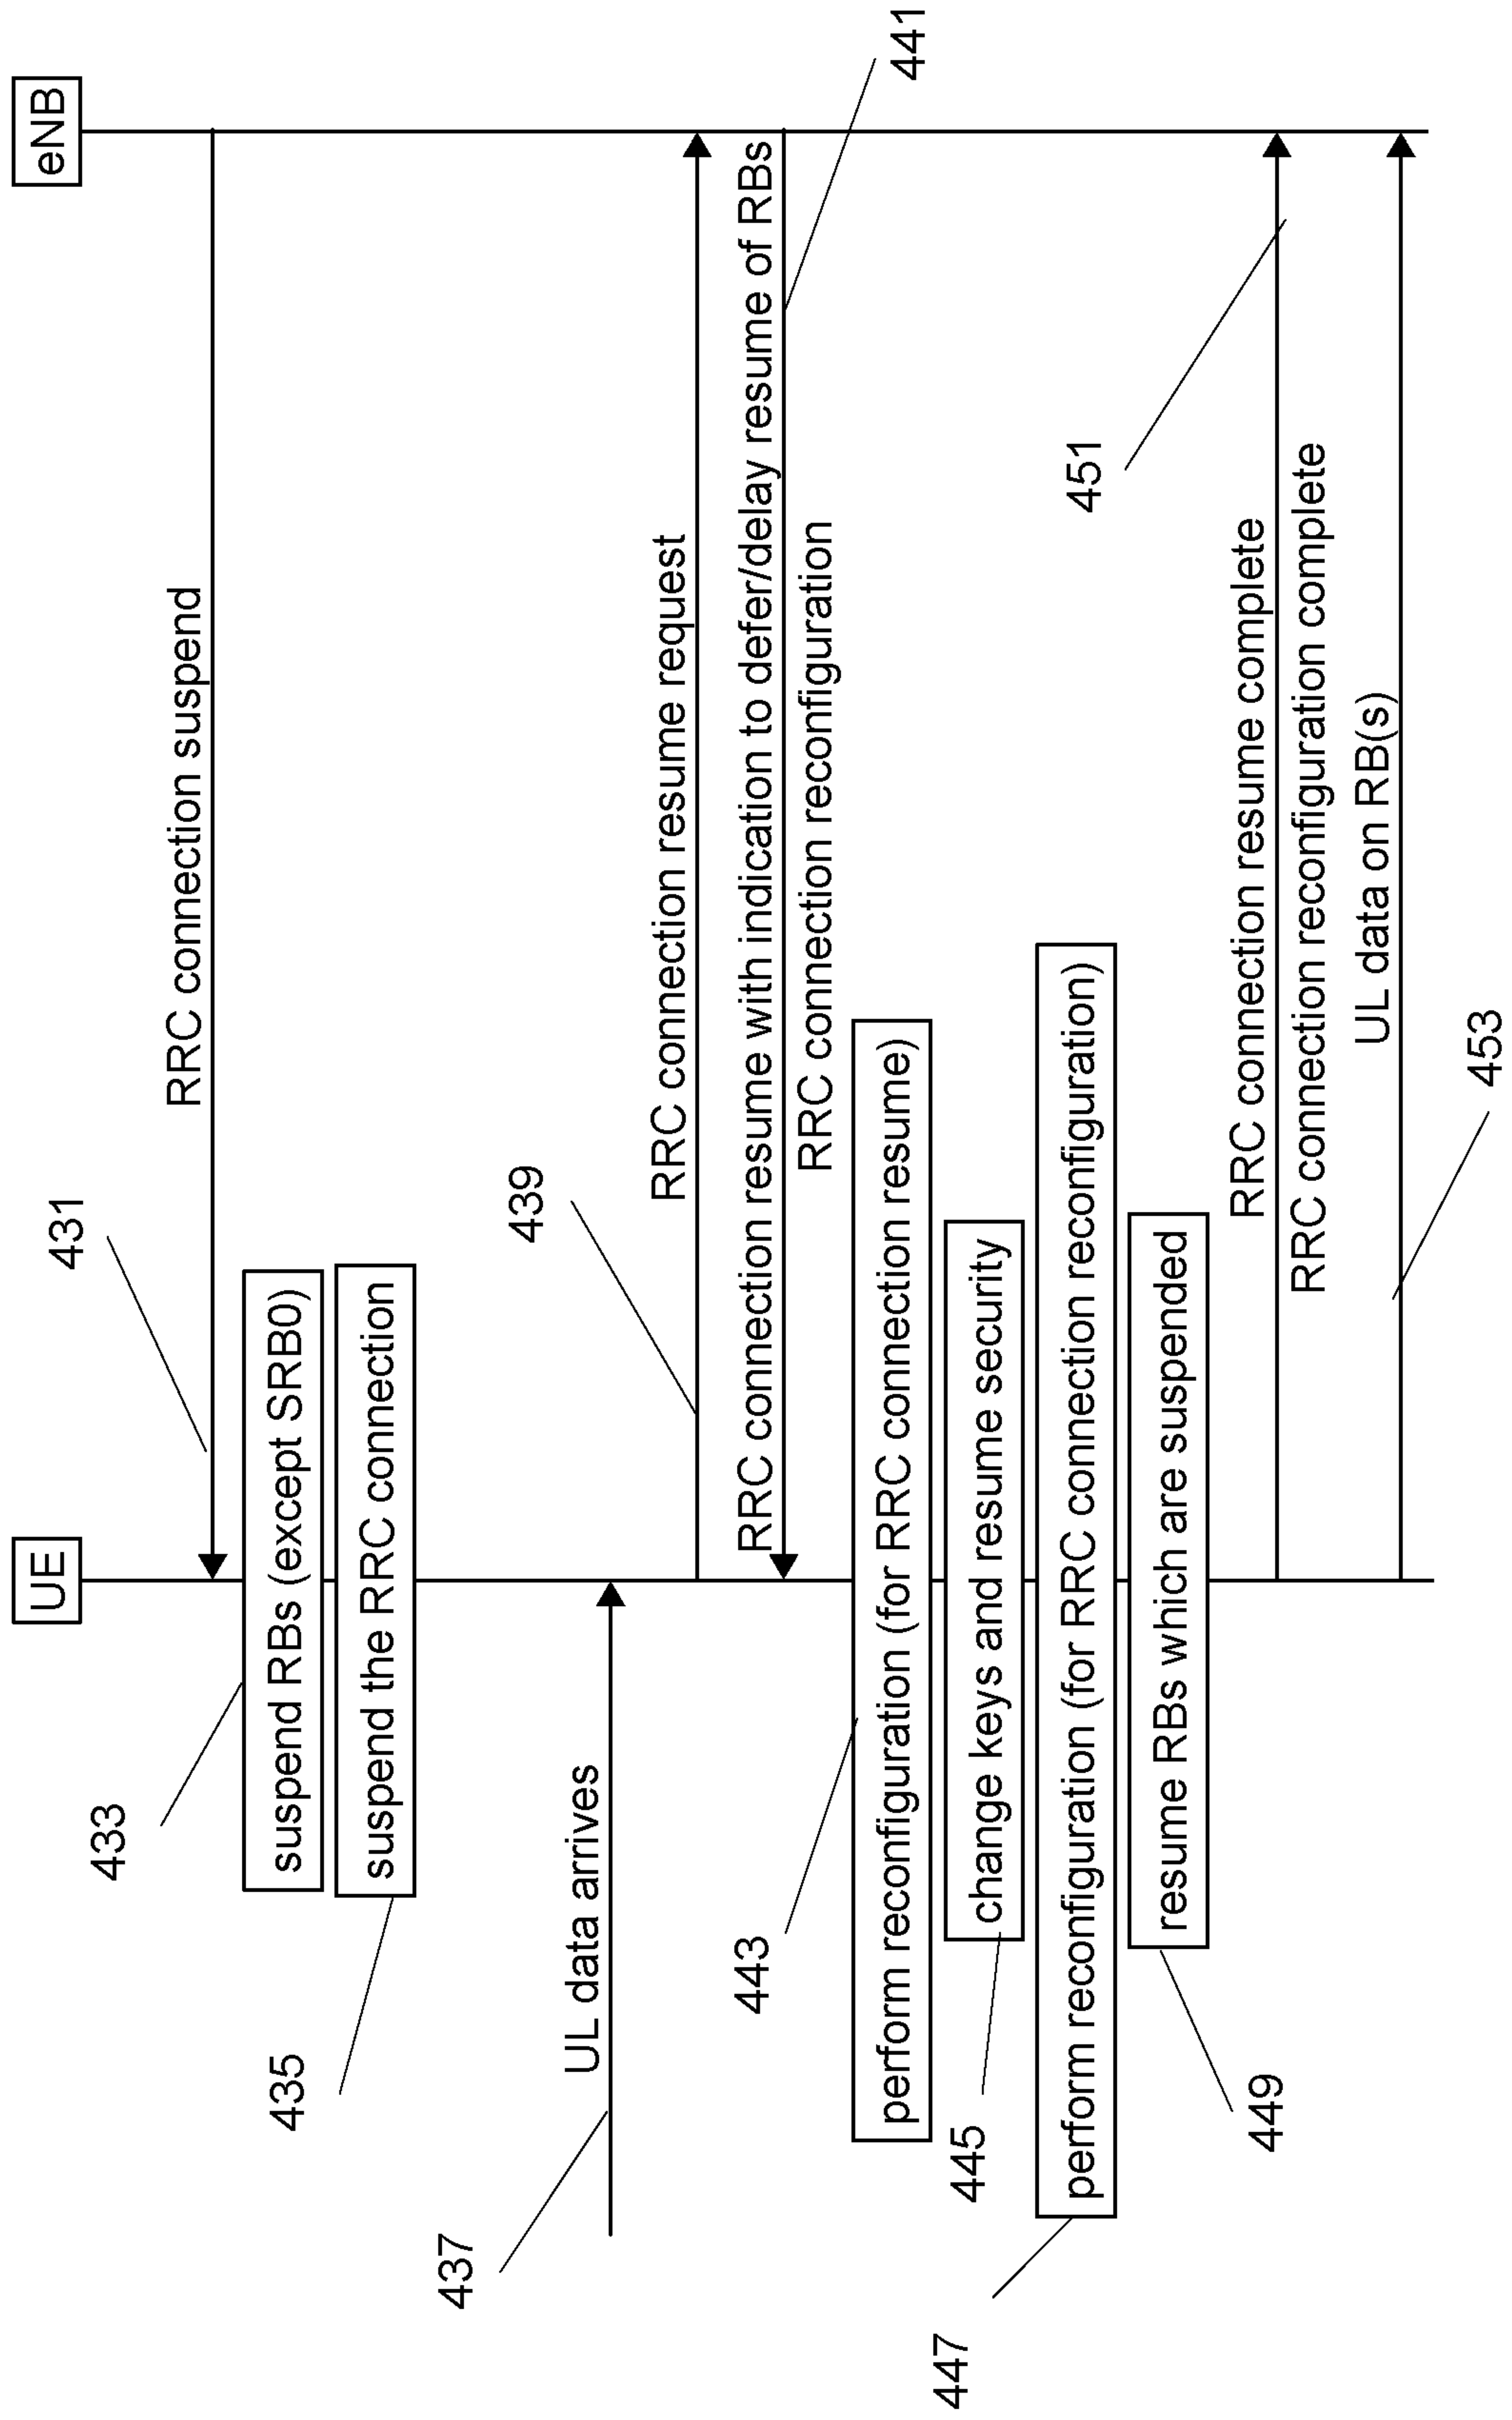 UE
eNB
431
RRC connection suspend
433
suspend RBs (except SRB0)
435
suspend the RRC connection
437
UL data arrives
439
RRC connection resume request
RRC connection resume with indication to defer/delay resume of RBs
441
RRC connection reconfiguration
443
perform reconfiguration (for RRC connection resume)
445
change keys and resume security
447
perform reconfiguration (for RRC connection reconfiguration)
449
resume RBs which are suspended
451
RRC connection resume complete
RRC connection reconfiguration complete
UL data on RB(s)
453